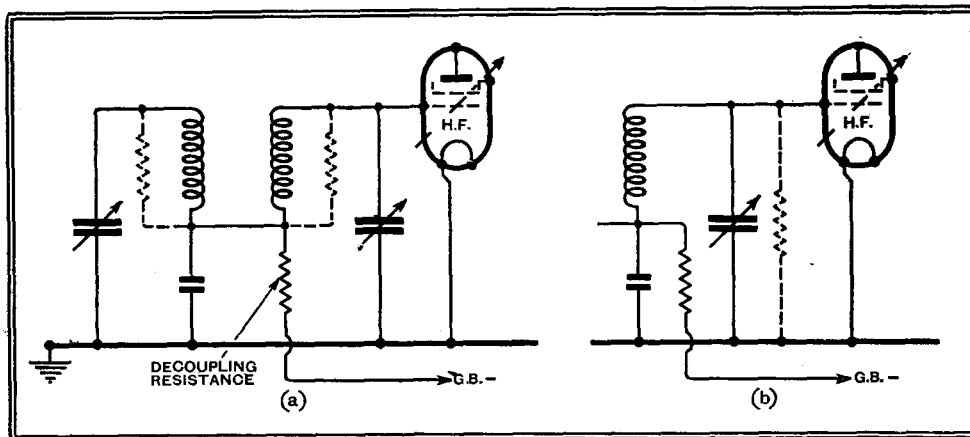 H.F.
H.F.
DECOUPLING
RESISTANCE
G.B. –
G.B. –
(a)
(b)